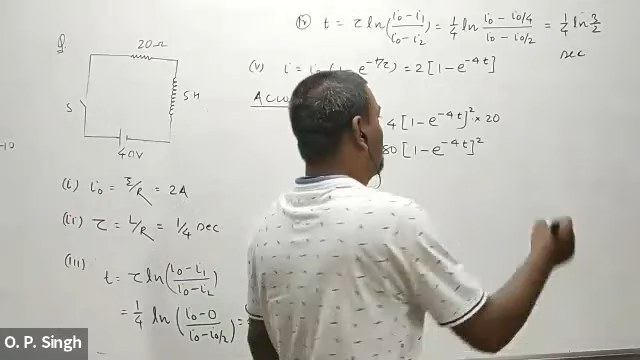 Q.
20Ω
5H
S
40V
(i) i₀ = ξ/R = 2A
(ii) τ = L/R = 1/4 sec
(iii)
t = τ ln(i₀ - i₁ / i₀ - i₂)
= 1/4 ln (i₀ - 0 / i₀ - i₀/2) =
(iv) t = τ ln(i₀ - i₁ / i₀ - i₂) = 1/4 ln i₀ - i₀/4 / i₀ - i₀/2 = 1/4 ln 3/2
sec
(v) i = i₀ (1 - e^-t/τ) = 2[1 - e^-4t]
4[1 - e^-4t]² × 20
80[1 - e^-4t]²
O. P. Singh